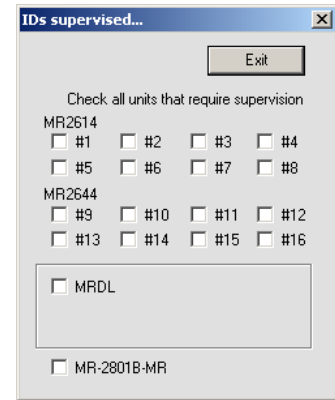 IDs supervised...
Exit
Check all units that require supervision
MR2614
#1 #2 #3 #4
#5 #6 #7 #8
MR2644
#9 #10 #11 #12
#13 #14 #15 #16
MRDL
MR-2801B-MR